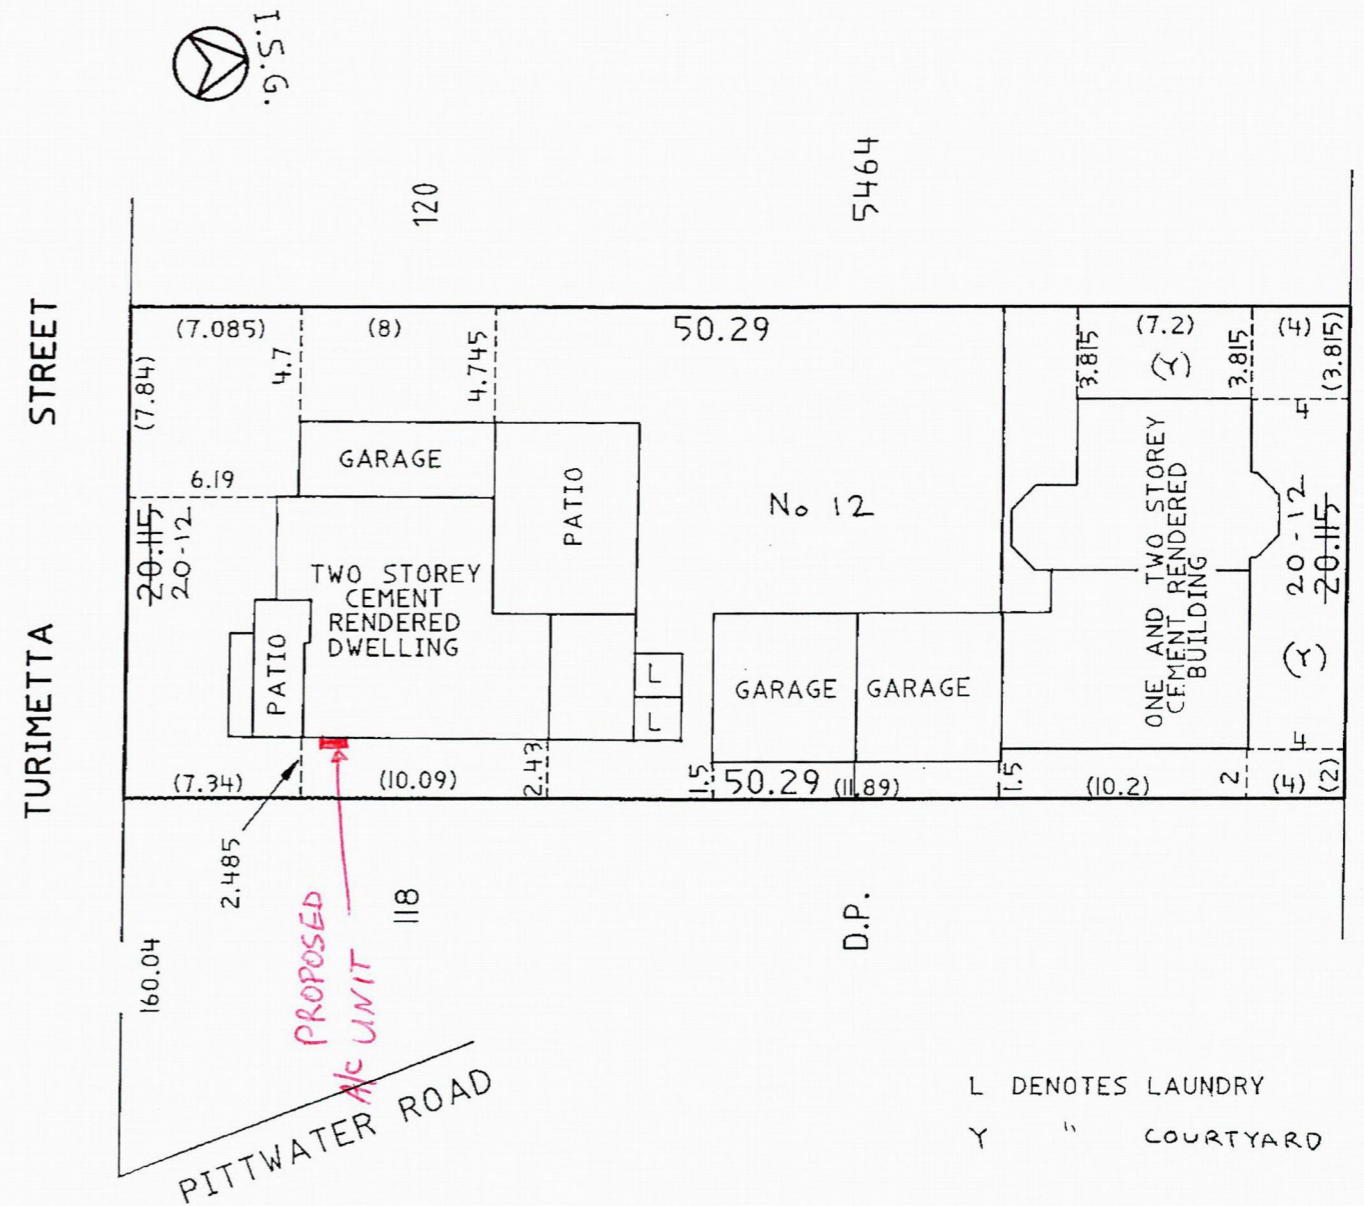 I.S.G.
120
5464
TURIMETTA STREET
(7.84)
(7.085)
4.7
(8)
4.745
50.29
3.815
(7.2)
(Y)
3.815
(4)
(3.815)
6.19
GARAGE
4
20.115
20-12
PATIO
No 12
ONE AND TWO STOREY
CEMENT RENDERED
BUILDING
20-12
20.115
TWO STOREY
CEMENT
RENDERED
DWELLING
PATIO
L
L
GARAGE
GARAGE
(Y)
4
(7.34)
(10.09)
2.43
1.5
50.29
(11.89)
1.5
(10.2)
2
(4)
(2)
2.485
118
D.P.
PROPOSED
A/C UNIT
160.04
PITTWATER ROAD
L DENOTES LAUNDRY
Y " COURTYARD